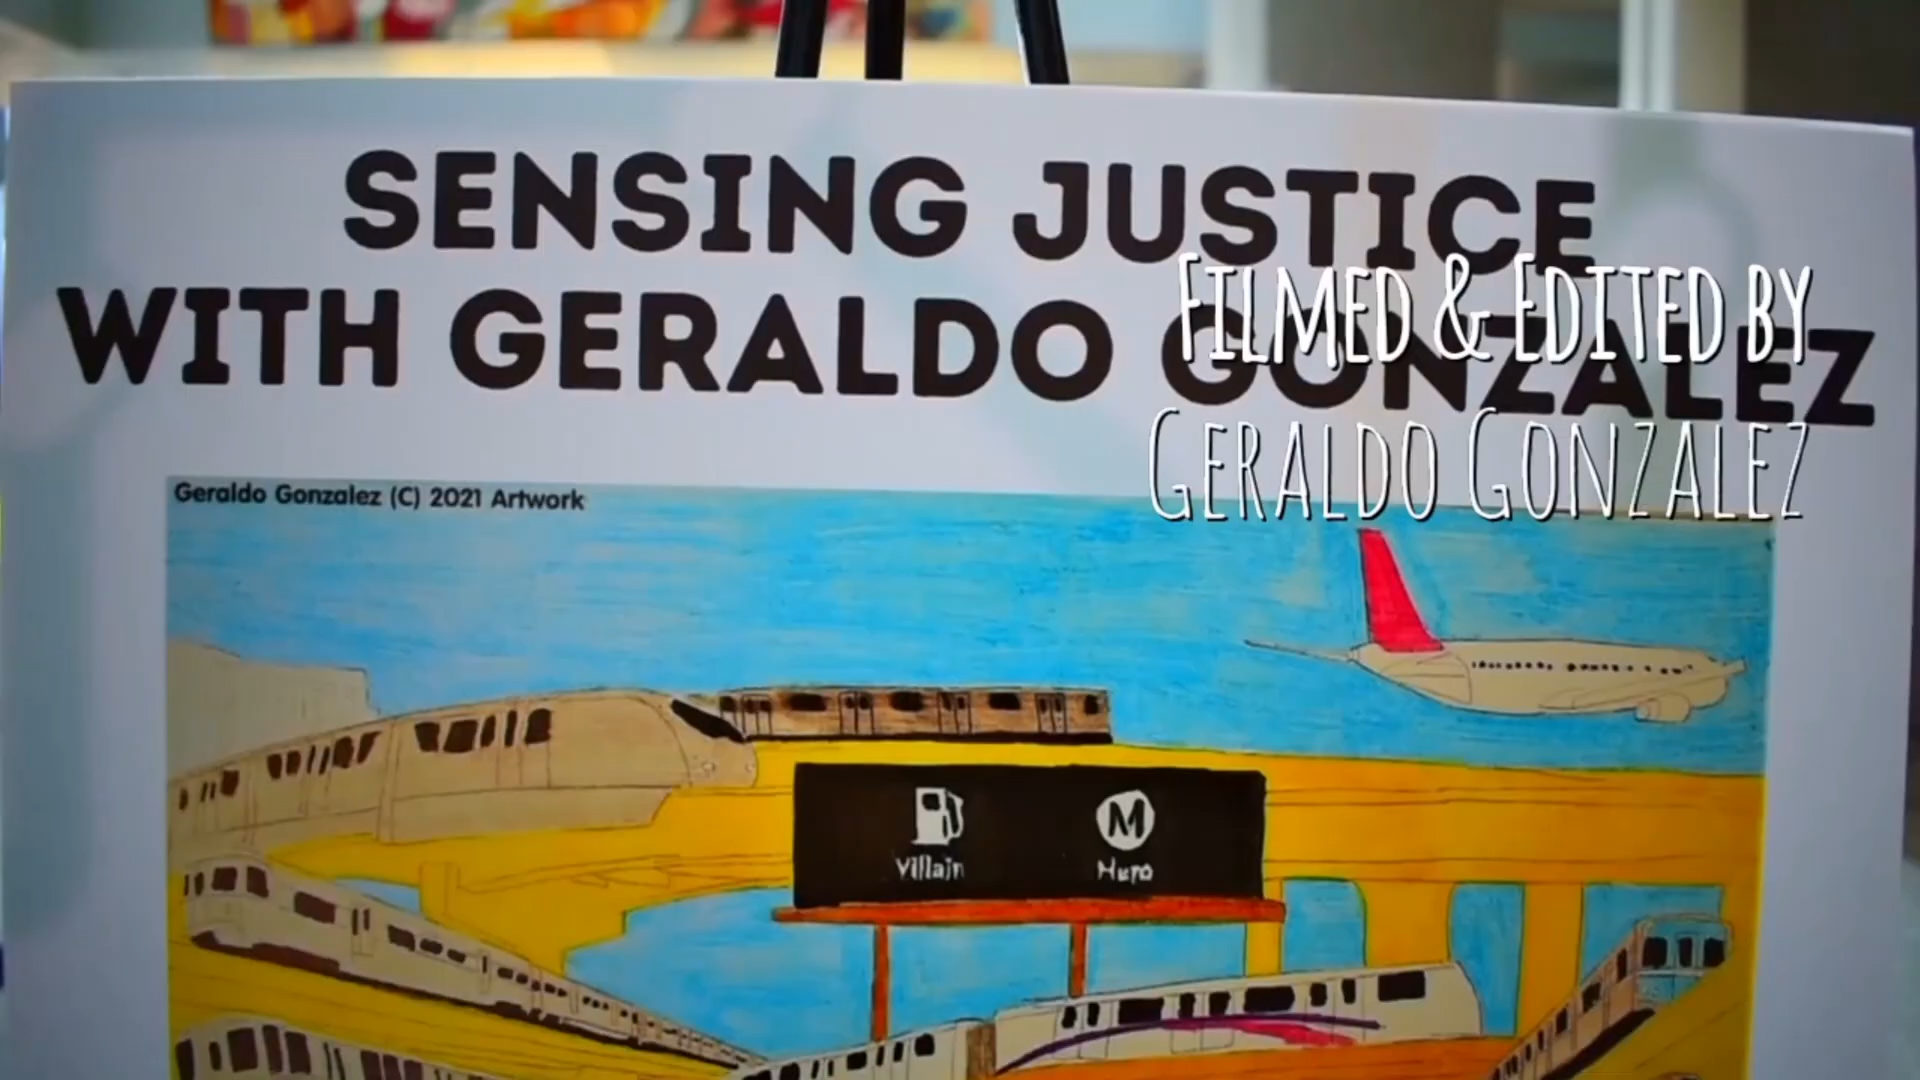 SENSING JUSTICE
WITH GERALDO GONZALEZ
FILMED & EDITED BY
GERALDO GONZALEZ
Geraldo Gonzalez (C) 2021 Artwork
M
Villain
Hero